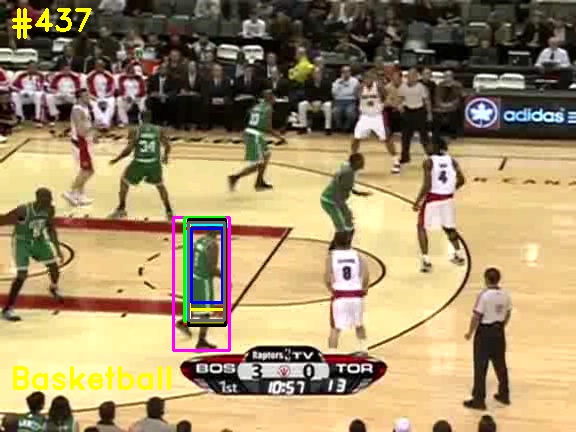 #437
adidas
34
4
8
Basketball
Raptors TV
BOS 3 0 TOR
1st 10:57 13